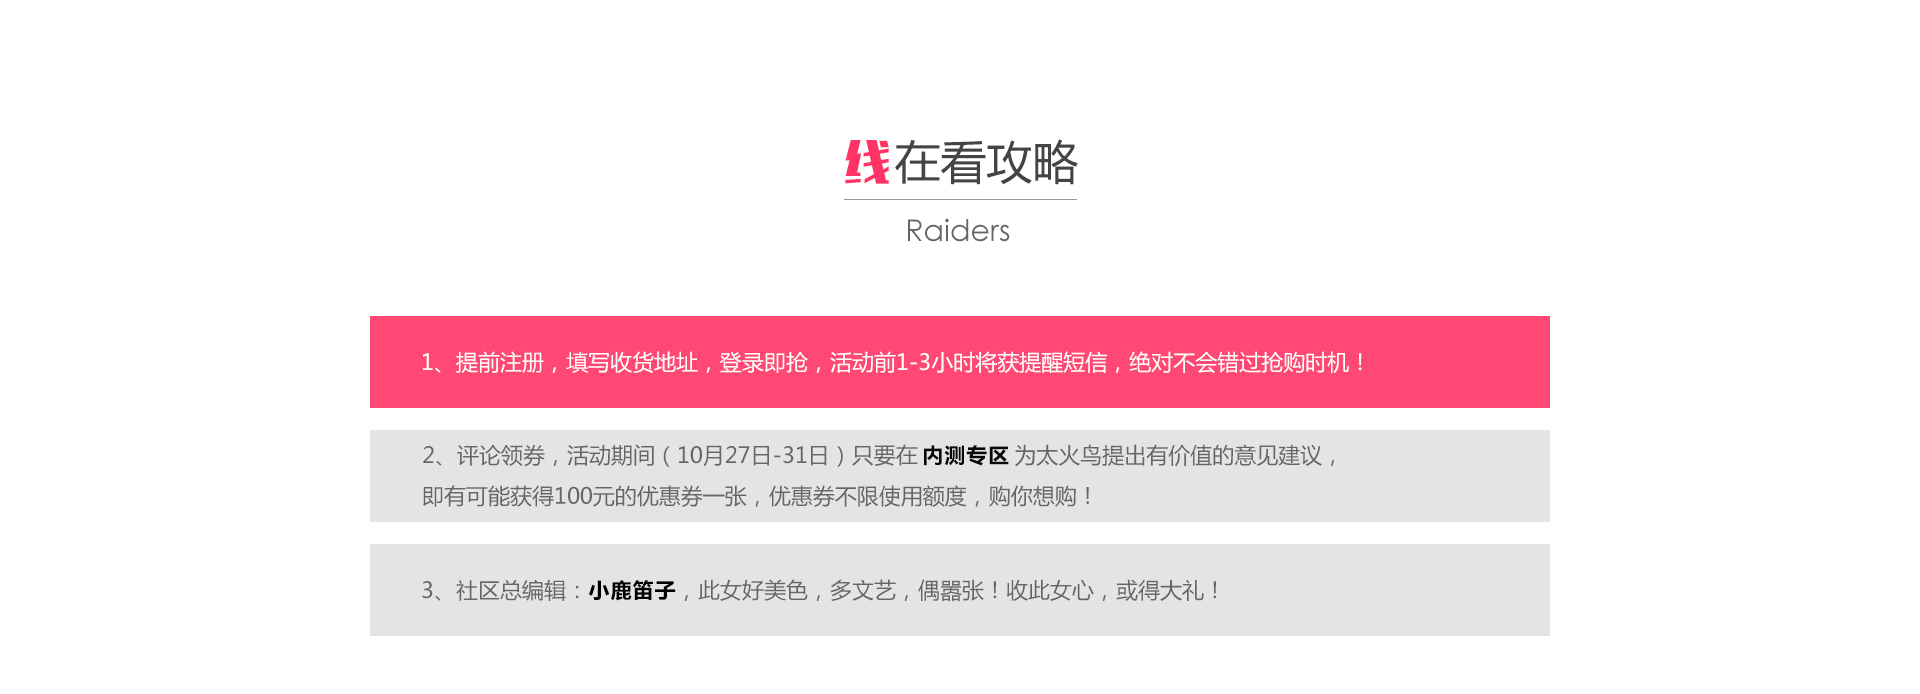 线在看攻略
Raiders
1、提前注册，填写收货地址，登录即抢，活动前1-3小时将获提醒短信，绝对不会错过抢购时机！
2、评论领券，活动期间（10月27日-31日）只要在 内测专区 为太火鸟提出有价值的意见建议，
即有可能获得100元的优惠券一张，优惠券不限使用额度，购你想购！
3、社区总编辑：小鹿笛子，此女好美色，多文艺，偶嚣张！收此女心，或得大礼！